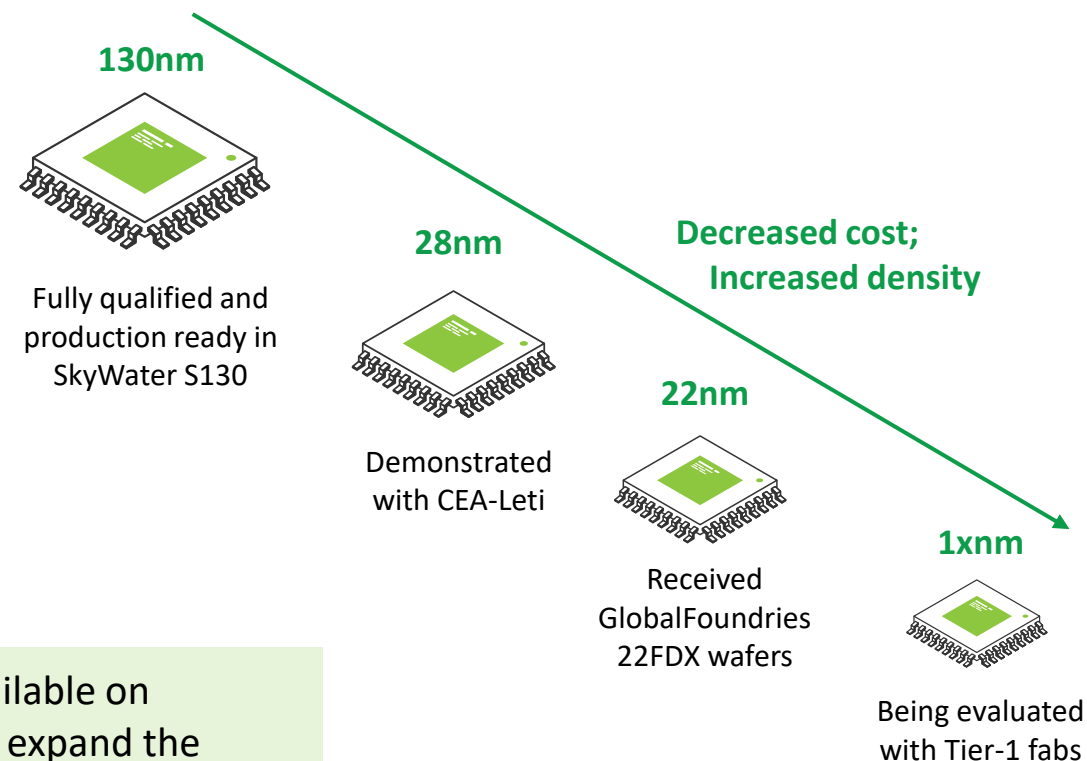 130nm
Fully qualified and
production ready in
SkyWater S130
28nm
Demonstrated
with CEA-Leti
Decreased cost;
Increased density
22nm
Received
GlobalFoundries
22FDX wafers
1xnm
Being evaluated
with Tier-1 fabs
ilable on
expand the